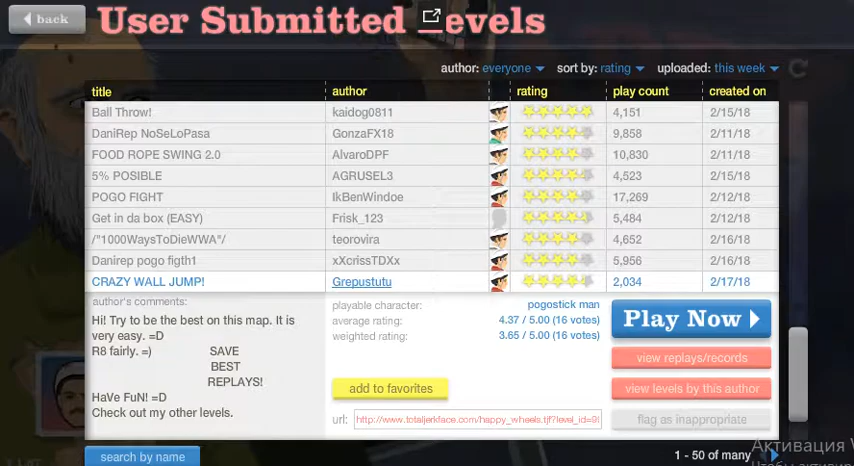 back
User Submitted Levels
author: everyone sort by: rating uploaded: this week
title author rating play count created on
Ball Throw! kaidog0811 4,151 2/15/18
DaniRep NoSeLoPasa GonzaFX18 9,858 2/11/18
FOOD ROPE SWING 2.0 AlvaroDPF 10,830 2/11/18
5% POSIBLE AGRUSEL3 4,523 2/15/18
POGO FIGHT IkBenWindoe 17,269 2/12/18
Get in da box (EASY) Frisk_123 5,484 2/12/18
/"1000WaysToDieWWA"/ teorovira 4,652 2/16/18
Danirep pogo figth1 xXcrissTDXx 5,956 2/16/18
CRAZY WALL JUMP! Grepustutu 2,034 2/17/18
author's comments:
Hi! Try to be the best on this map. It is
very easy. =D
R8 fairly. =) SAVE
BEST
REPLAYS!
HaVe FuN! =D
Check out my other levels.
playable character: pogostick man
average rating: 4.37 / 5.00 (16 votes)
weighted rating: 3.65 / 5.00 (16 votes)
add to favorites
url: http://www.totaljerkface.com/happy_wheels.tjf?level_id=9
Play Now
view replays/records
view levels by this author
flag as inappropriate
search by name
1 - 50 of many
Активация